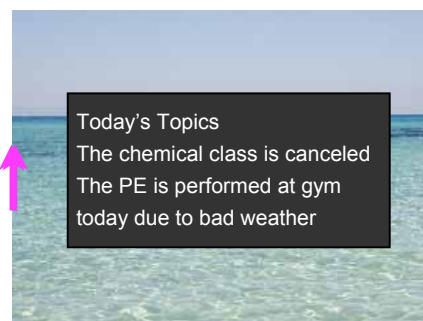 Today's Topics
The chemical class is canceled
The PE is performed at gym
today due to bad weather